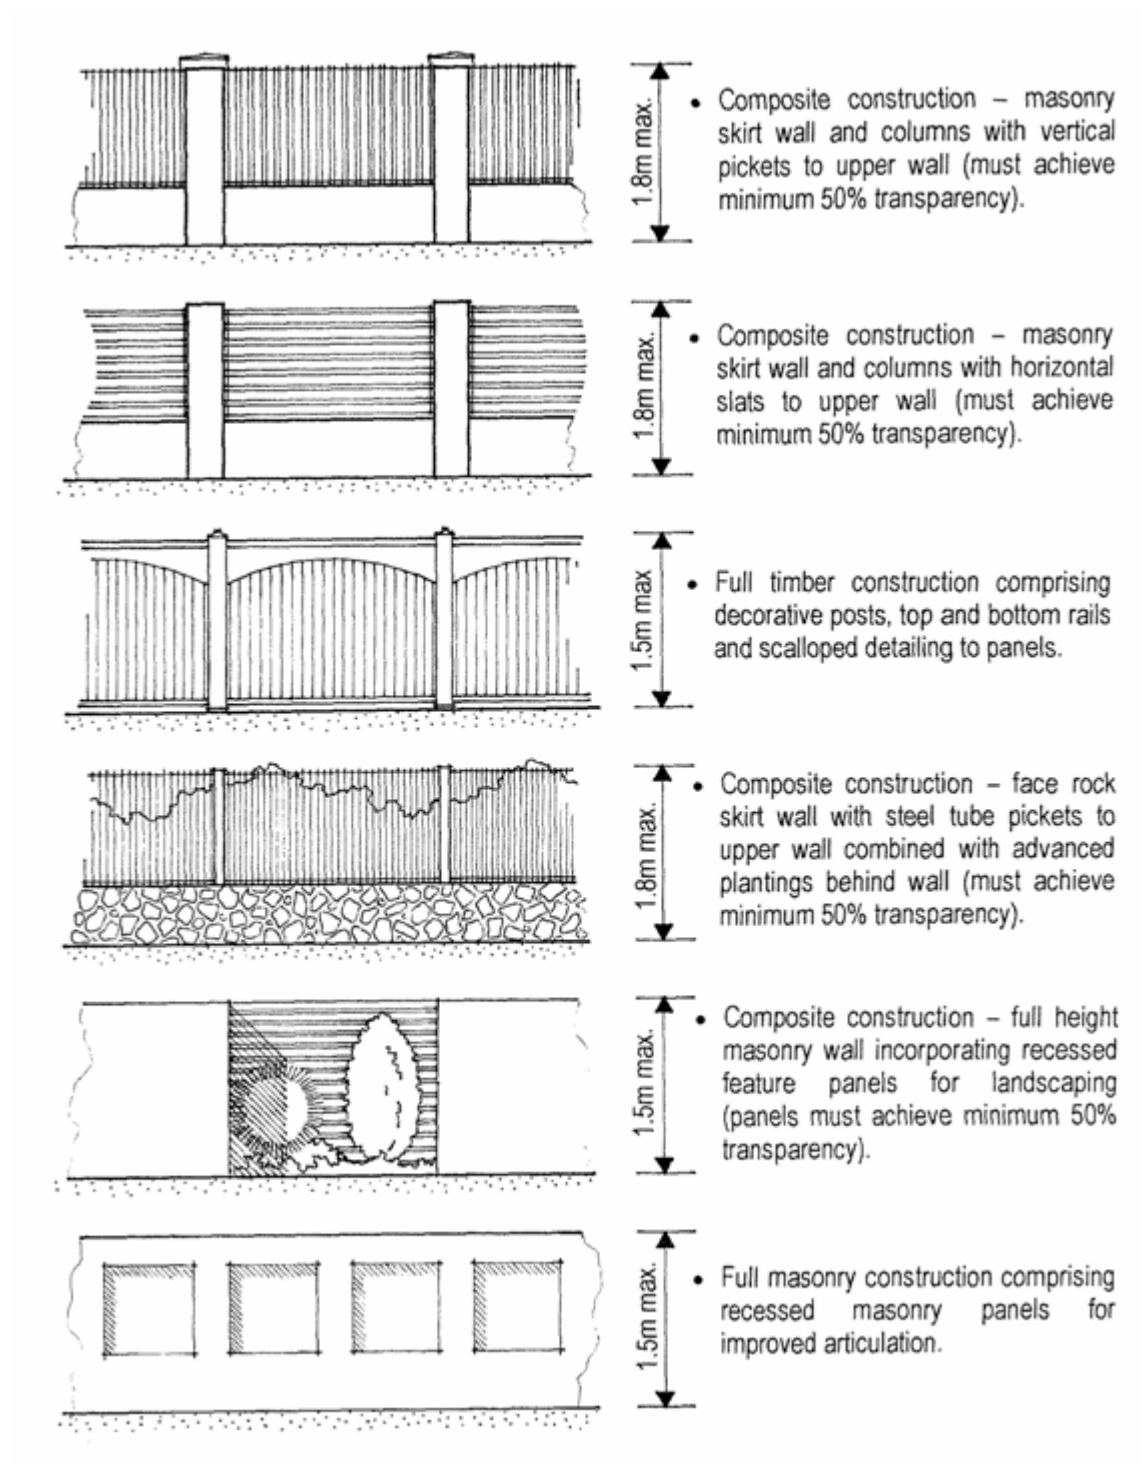 1.8m max.
• Composite construction – masonry
skirt wall and columns with vertical
pickets to upper wall (must achieve
minimum 50% transparency).
1.8m max.
• Composite construction – masonry
skirt wall and columns with horizontal
slats to upper wall (must achieve
minimum 50% transparency).
1.5m max
• Full timber construction comprising
decorative posts, top and bottom rails
and scalloped detailing to panels.
1.8m max.
• Composite construction – face rock
skirt wall with steel tube pickets to
upper wall combined with advanced
plantings behind wall (must achieve
minimum 50% transparency).
1.5m max.
• Composite construction – full height
masonry wall incorporating recessed
feature panels for landscaping
(panels must achieve minimum 50%
transparency).
1.5m max.
• Full masonry construction comprising
recessed masonry panels for
improved articulation.